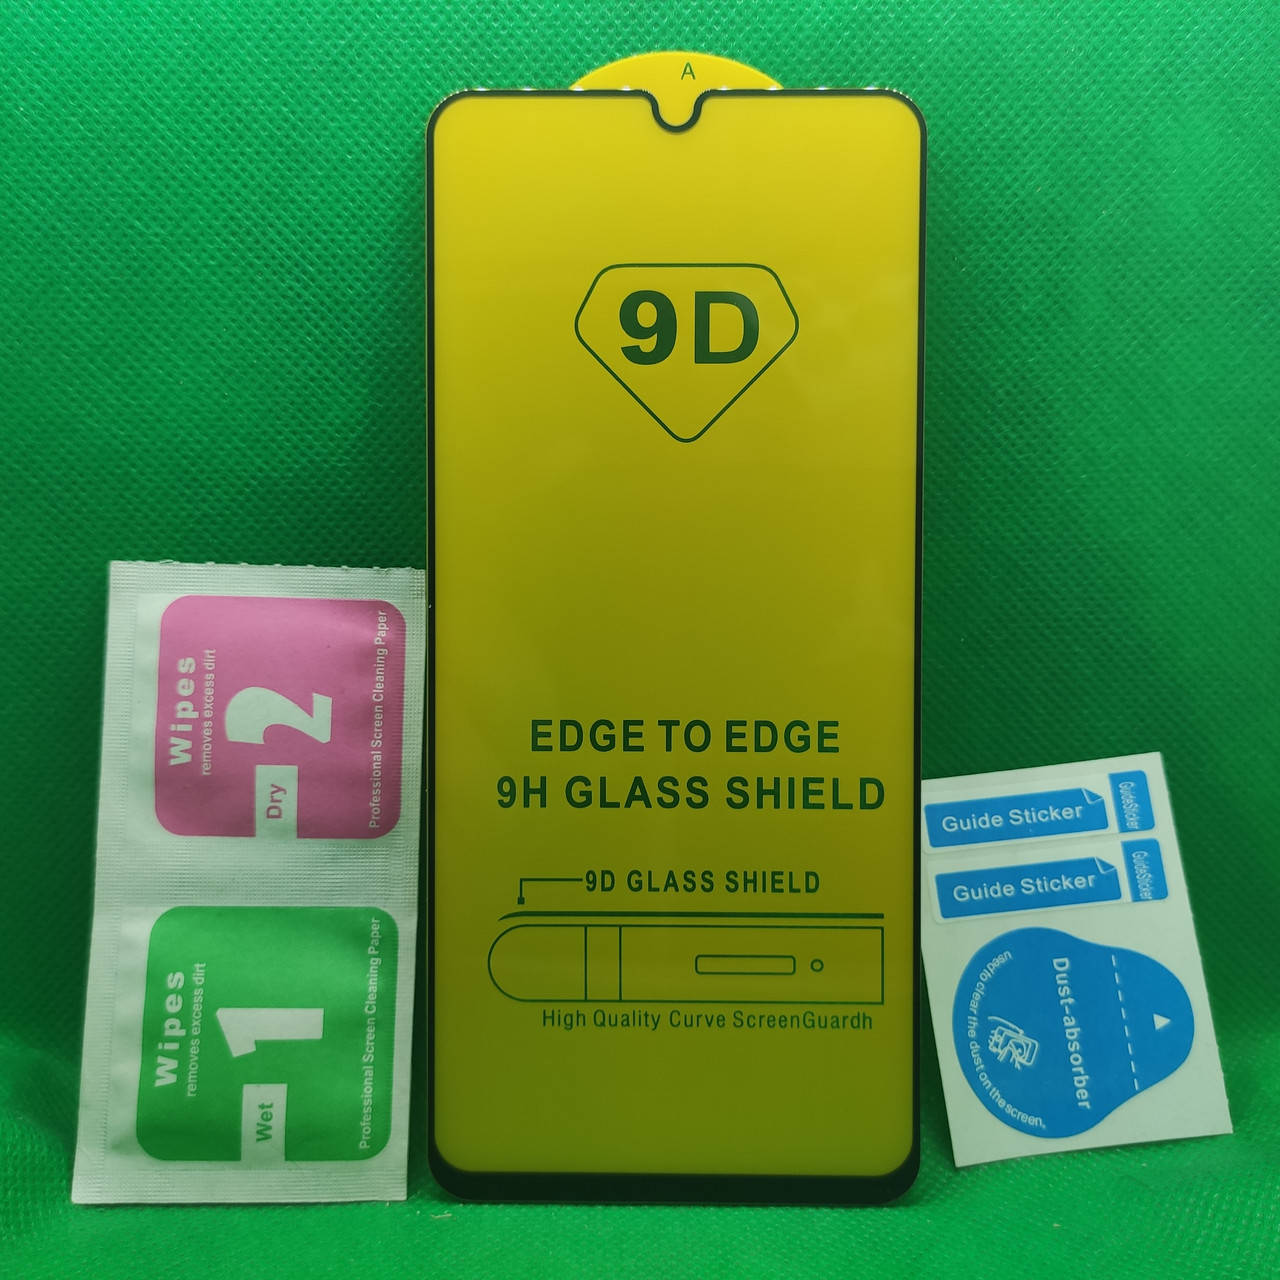 A
9D
EDGE TO EDGE
9H GLASS SHIELD
9D GLASS SHIELD
High Quality Curve ScreenGuardh
Wipes
removes excess dirt
2
Dry
Professional Screen Cleaning Paper
Wipes
removes excess dirt
1
Wet
Professional Screen Cleaning Paper
Guide Sticker
GuideSticker
Guide Sticker
GuideSticker
Dust-absorber
used to clear the dust on the screen.